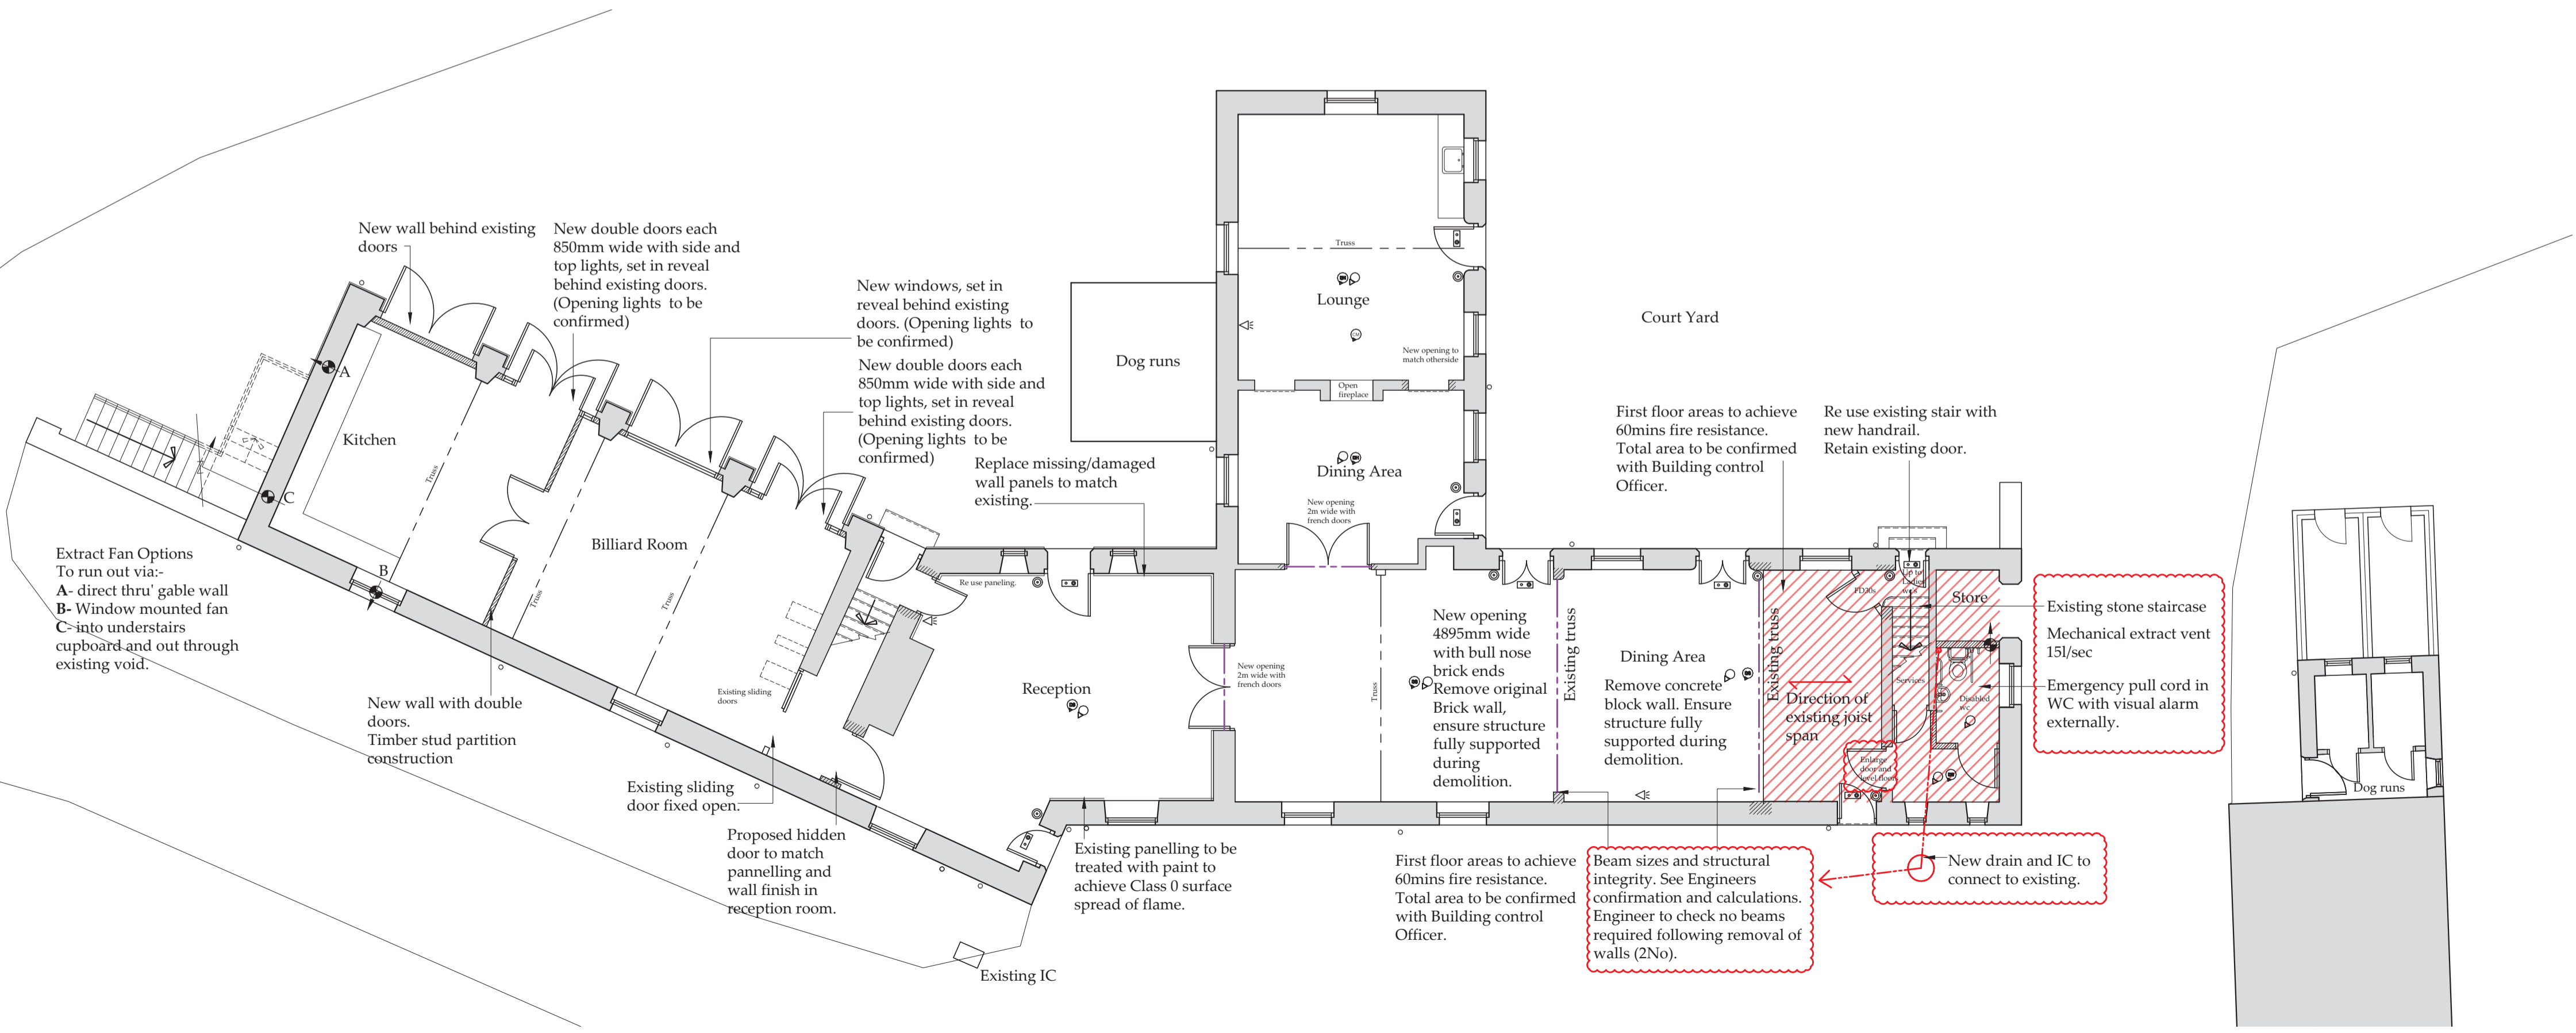 New wall behind existing
doors
New double doors each
850mm wide with side and
top lights, set in reveal
behind existing doors.
(Opening lights to be
confirmed)
New windows, set in
reveal behind existing
doors. (Opening lights to
be confirmed)
New double doors each
850mm wide with side and
top lights, set in reveal
behind existing doors.
(Opening lights to be
confirmed)
Replace missing/damaged
wall panels to match
existing.
Dog runs
Truss
Lounge
CM
New opening to
match otherside
Open
fireplace
Dining Area
New opening
2m wide with
french doors
Court Yard
First floor areas to achieve
60mins fire resistance.
Total area to be confirmed
with Building control
Officer.
Re use existing stair with
new handrail.
Retain existing door.
A
Kitchen
C
Truss
B
Billiard Room
Truss
Truss
Extract Fan Options
To run out via:-
A- direct thru' gable wall
B- Window mounted fan
C- into understairs
cupboard and out through
existing void.
New wall with double
doors.
Timber stud partition
construction
Existing sliding
doors
Existing sliding
door fixed open.
Proposed hidden
door to match
pannelling and
wall finish in
reception room.
Re use paneling.
Reception
New opening
2m wide with
french doors
Existing panelling to be
treated with paint to
achieve Class 0 surface
spread of flame.
Existing IC
Truss
New opening
4895mm wide
with bull nose
brick ends
Remove original
Brick wall,
ensure structure
fully supported
during
demolition.
Existing truss
Dining Area
Remove concrete
block wall. Ensure
structure fully
supported during
demolition.
Existing truss
Direction of
existing joist
span
FD30s
Up to
Ladies
wc's
Store
Services
Disabled
wc
Enlarge
door and
level floor
Existing stone staircase
Mechanical extract vent
15l/sec
Emergency pull cord in
WC with visual alarm
externally.
First floor areas to achieve
60mins fire resistance.
Total area to be confirmed
with Building control
Officer.
Beam sizes and structural
integrity. See Engineers
confirmation and calculations.
Engineer to check no beams
required following removal of
walls (2No).
New drain and IC to
connect to existing.
Dog runs